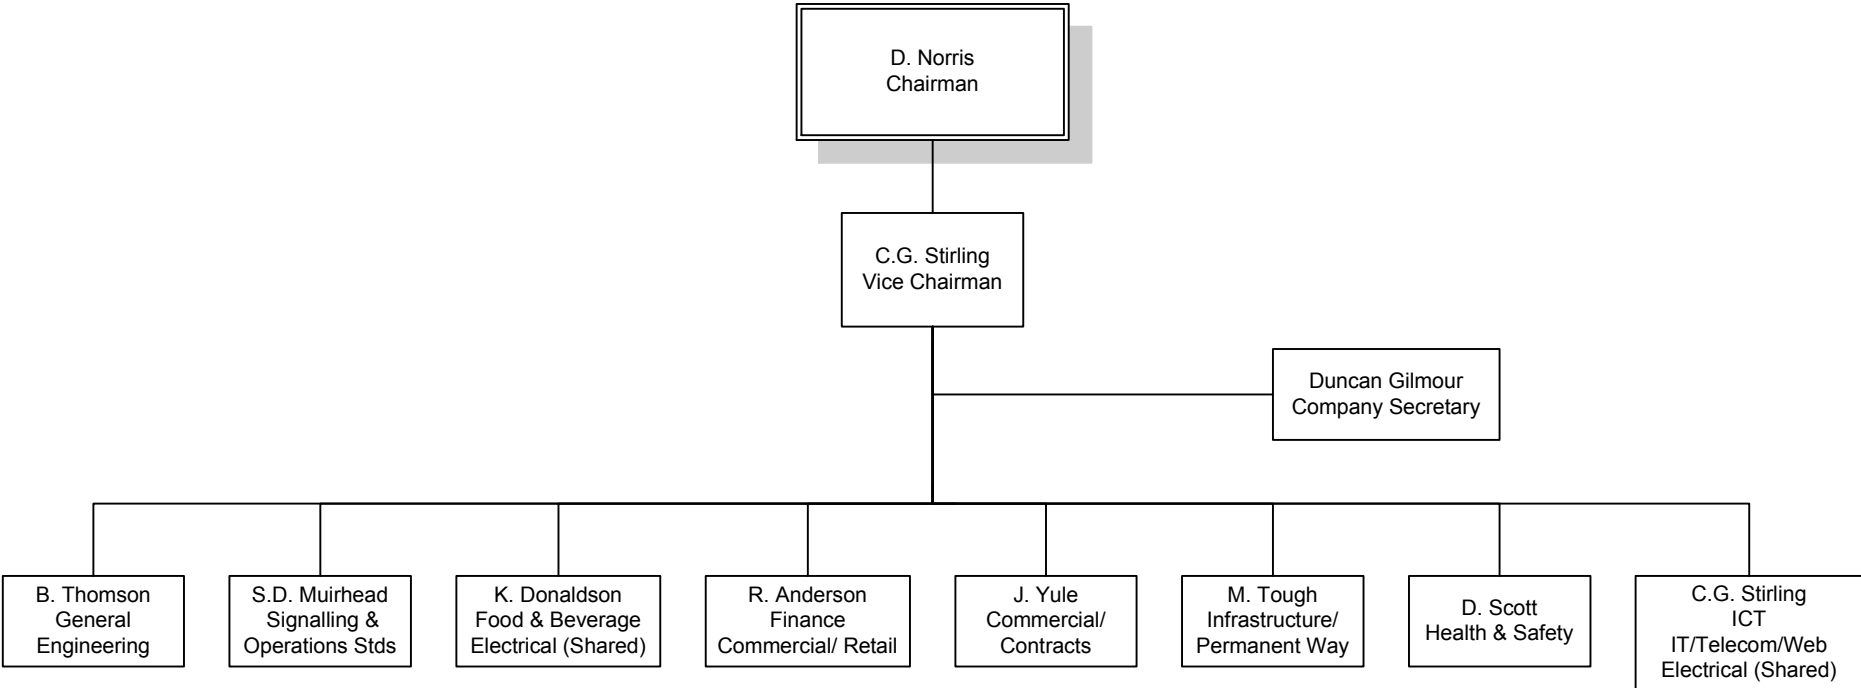 D. Norris
Chairman
C.G. Stirling
Vice Chairman
Duncan Gilmour
Company Secretary
B. Thomson
General
Engineering
S.D. Muirhead
Signalling &
Operations Stds
K. Donaldson
Food & Beverage
Electrical (Shared)
R. Anderson
Finance
Commercial/ Retail
J. Yule
Commercial/
Contracts
M. Tough
Infrastructure/
Permanent Way
D. Scott
Health & Safety
C.G. Stirling
ICT
IT/Telecom/Web
Electrical (Shared)